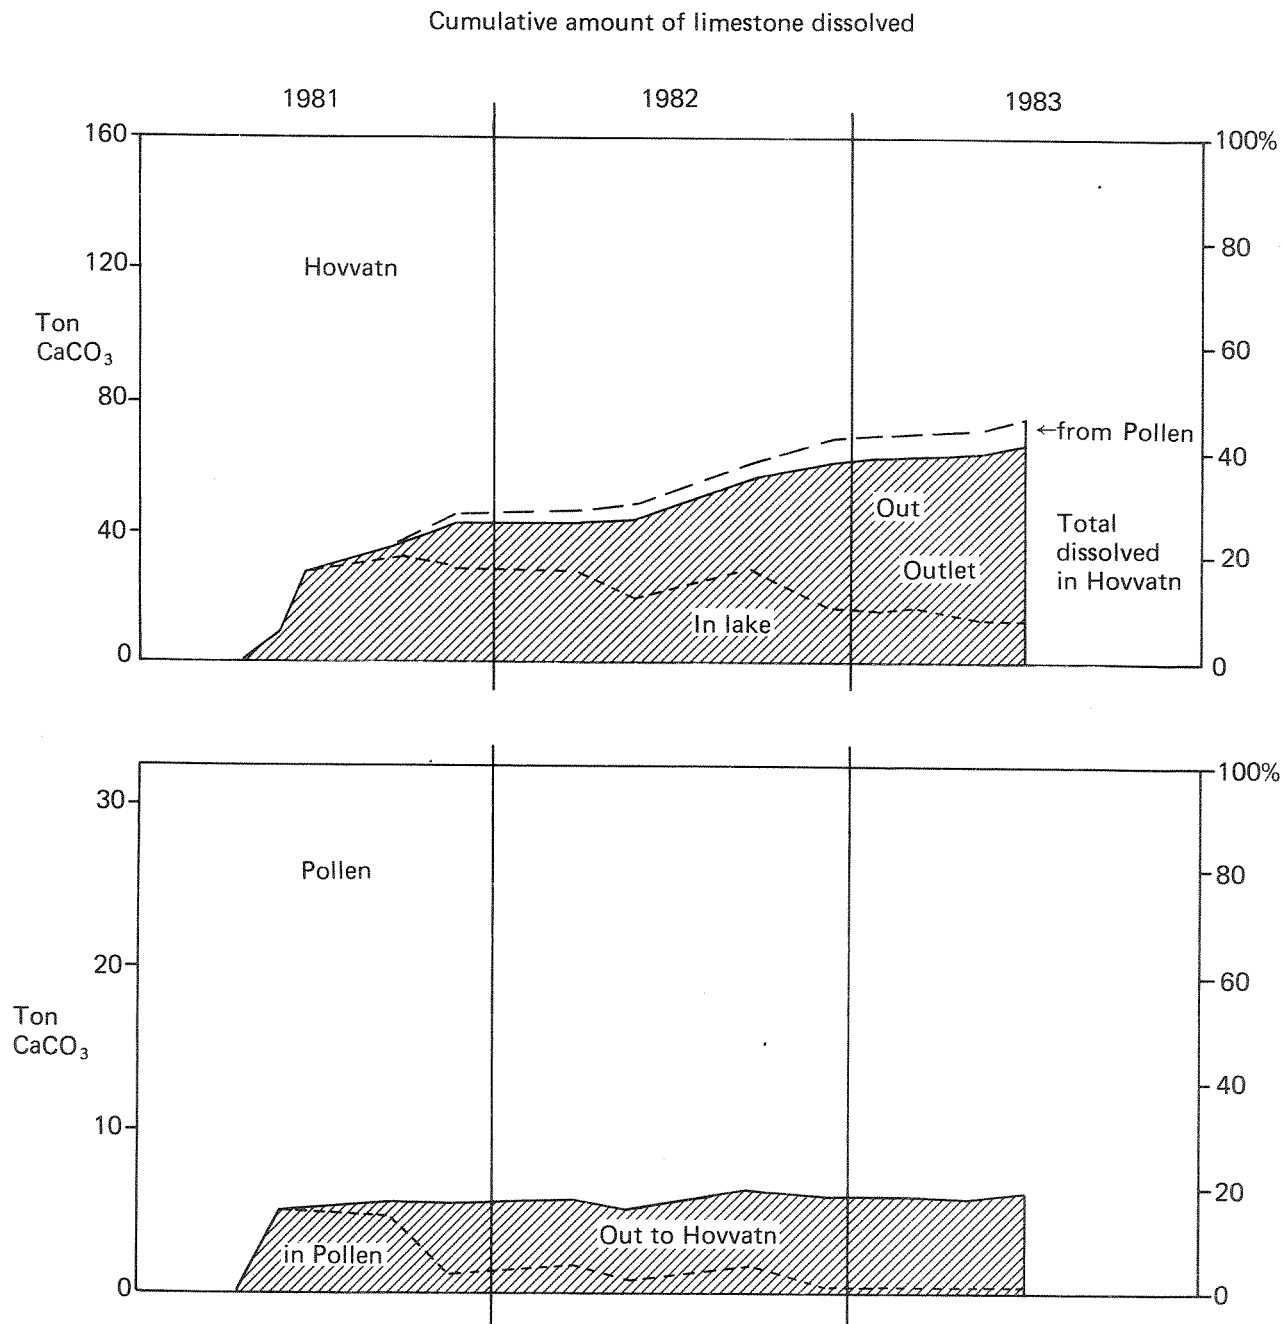 Cumulative amount of limestone dissolved
1981 1982 1983
160 100%
80
120 Hovvatn
Ton
CaCO₃
60
80
←from Pollen
40
Out
40
Total
dissolved
in Hovvatn
20
Outlet
In lake
0 0
100%
30
Pollen
80
20
60
Ton
CaCO₃
40
10
20
Out to Hovvatn
in Pollen
0 0